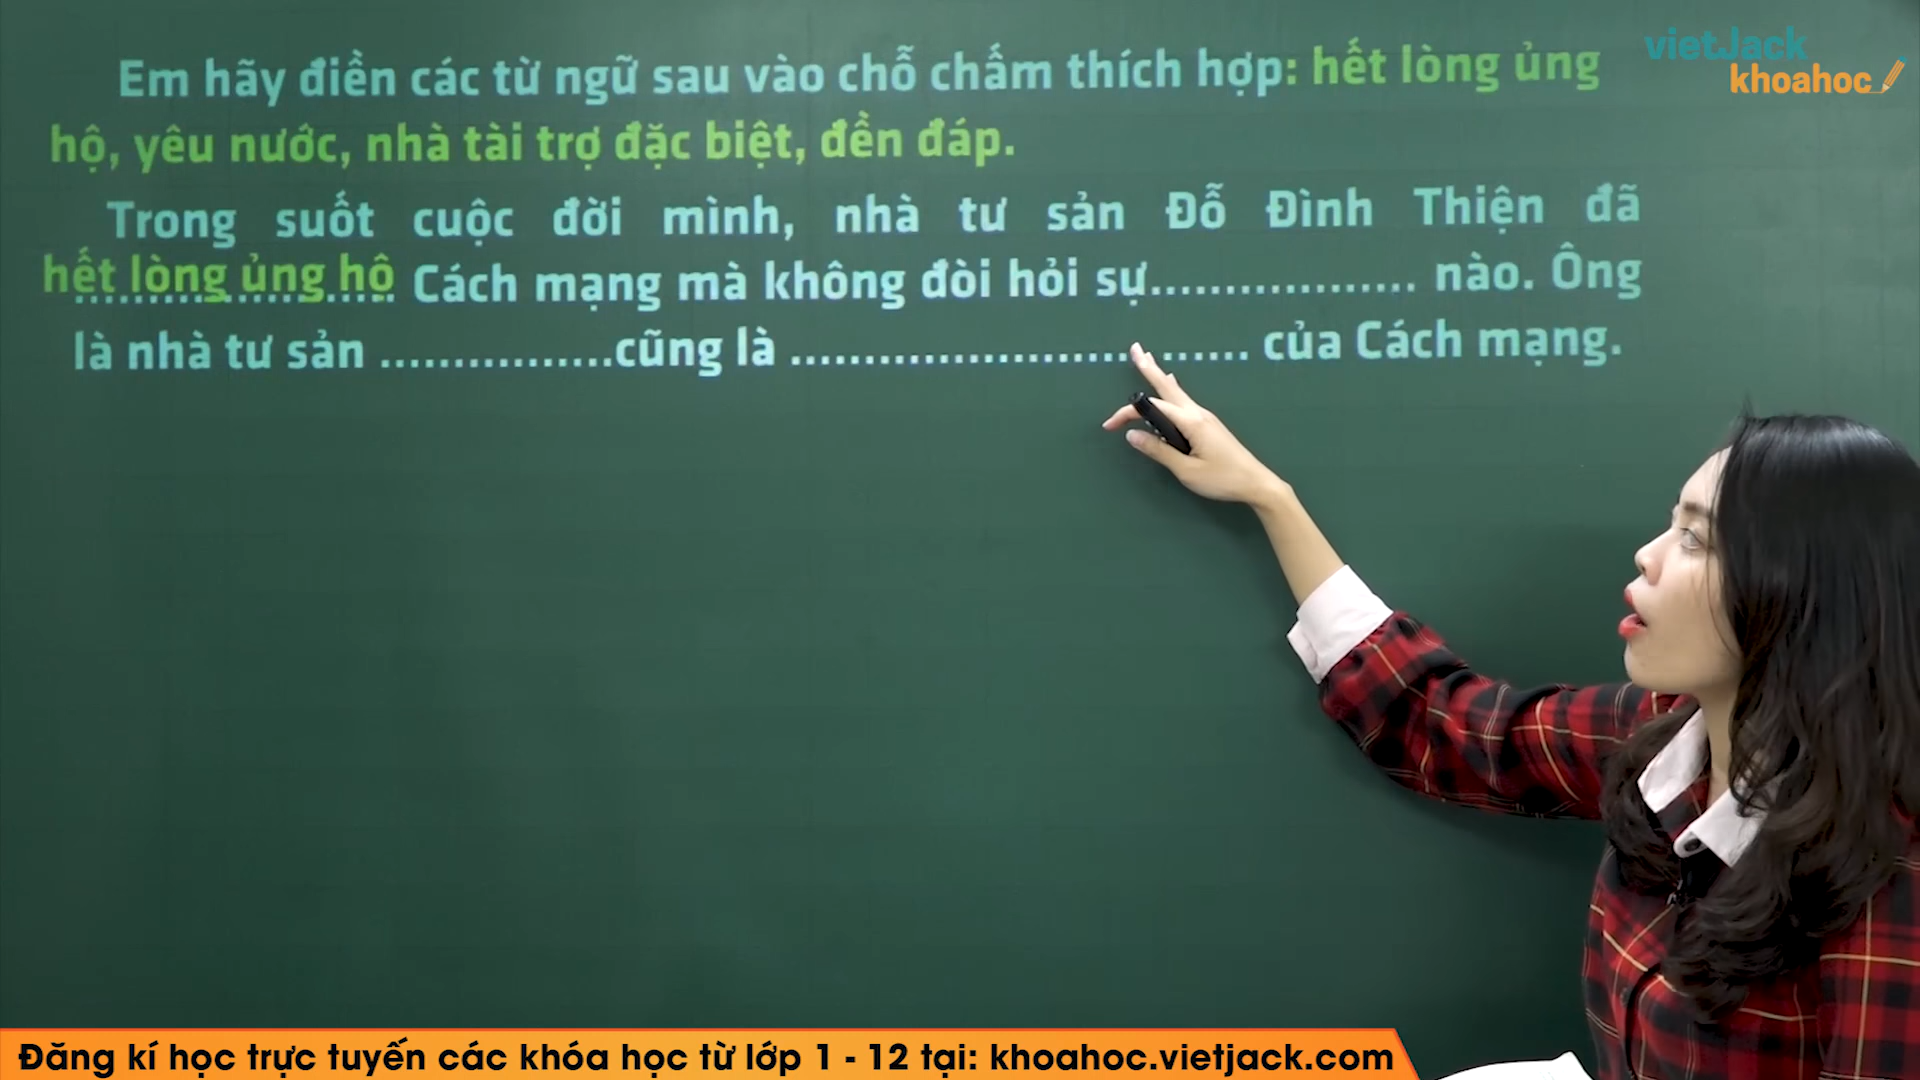 vietJack
khoahoc
Em hãy điền các từ ngữ sau vào chỗ chấm thích hợp: hết lòng ủng
hộ, yêu nước, nhà tài trợ đặc biệt, đền đáp.
Trong suốt cuộc đời mình, nhà tư sản Đỗ Đình Thiện đã
hết lòng ủng hộ Cách mạng mà không đòi hỏi sự.................. nào. Ông
là nhà tư sản ................cũng là ............................... của Cách mạng.
Đăng kí học trực tuyến các khóa học từ lớp 1 - 12 tại: khoahoc.vietjack.com